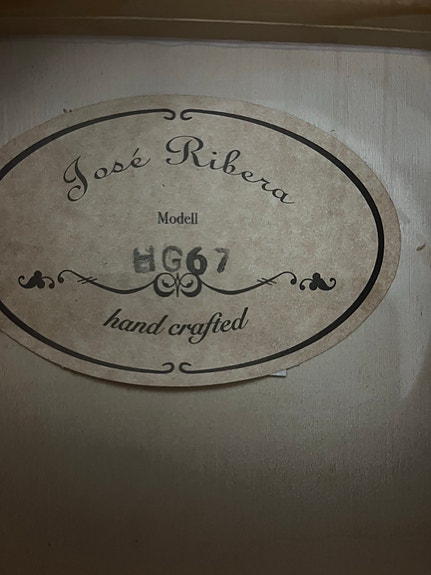 José Ribera
Modell
HG67
hand crafted